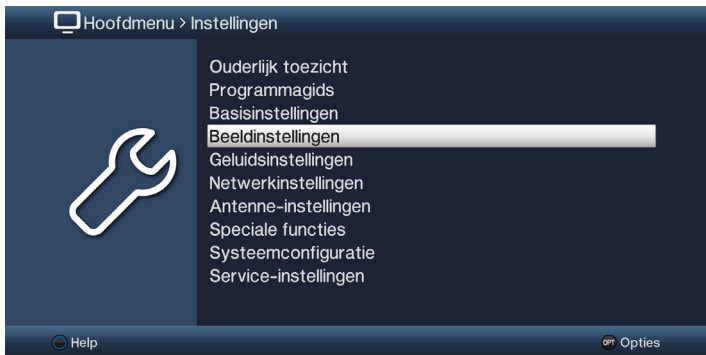 Hoofdmenu > Instellingen
Ouderlijk toezicht
Programmagids
Basisinstellingen
Beeldinstellingen
Geluidsinstellingen
Netwerkinstellingen
Antenne-instellingen
Speciale functies
Systeemconfiguratie
Service-instellingen
Help
OPT Opties